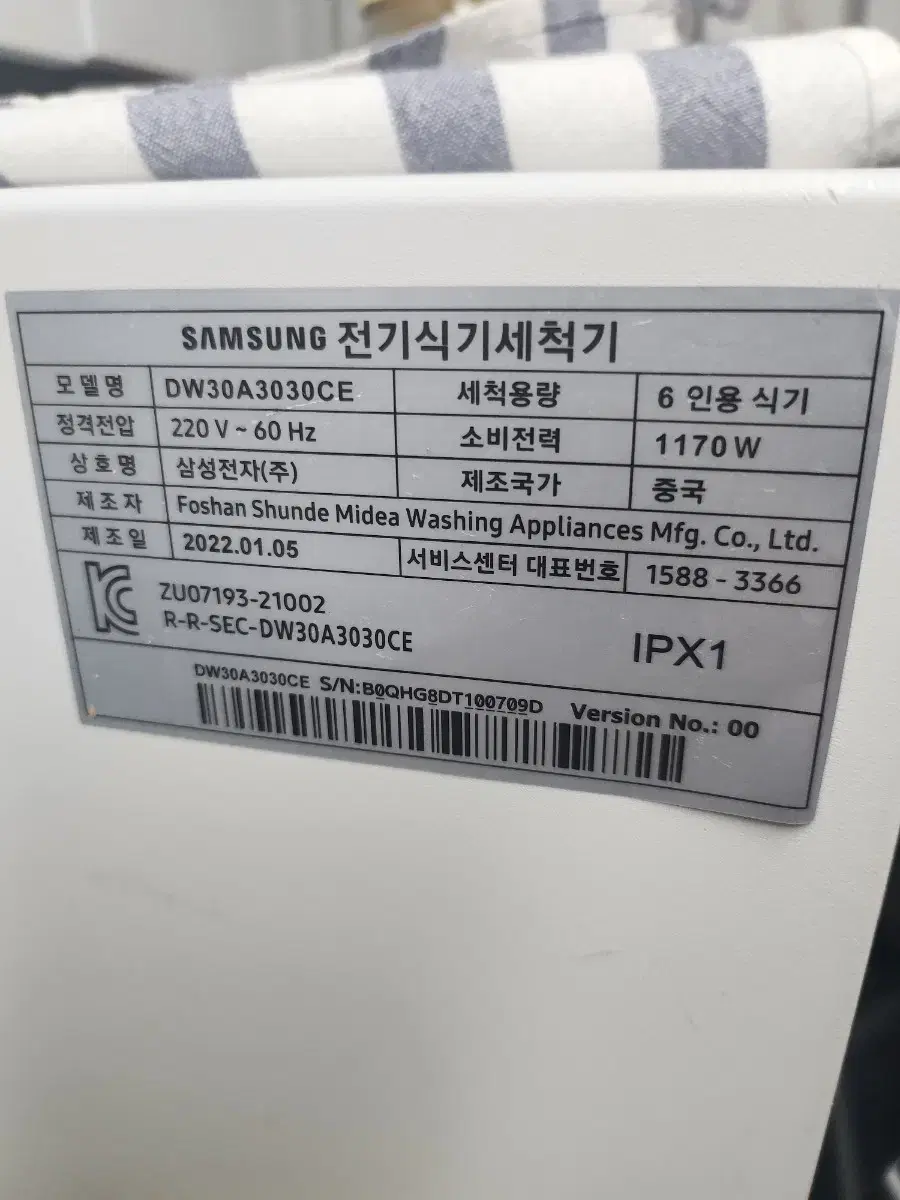 SAMSUNG 전기식기세척기
모델명 DW30A3030CE 세척용량 6 인용 식기
정격전압 220 V ~ 60 Hz 소비전력 1170 W
상호명 삼성전자(주) 제조국가 중국
제조자 Foshan Shunde Midea Washing Appliances Mfg. Co., Ltd.
제조일 2022.01.05 서비스센터 대표번호 1588 - 3366
ZU07193-21002
R-R-SEC-DW30A3030CE
IPX1
DW30A3030CE S/N:B0QHG8DT100709D Version No.: 00